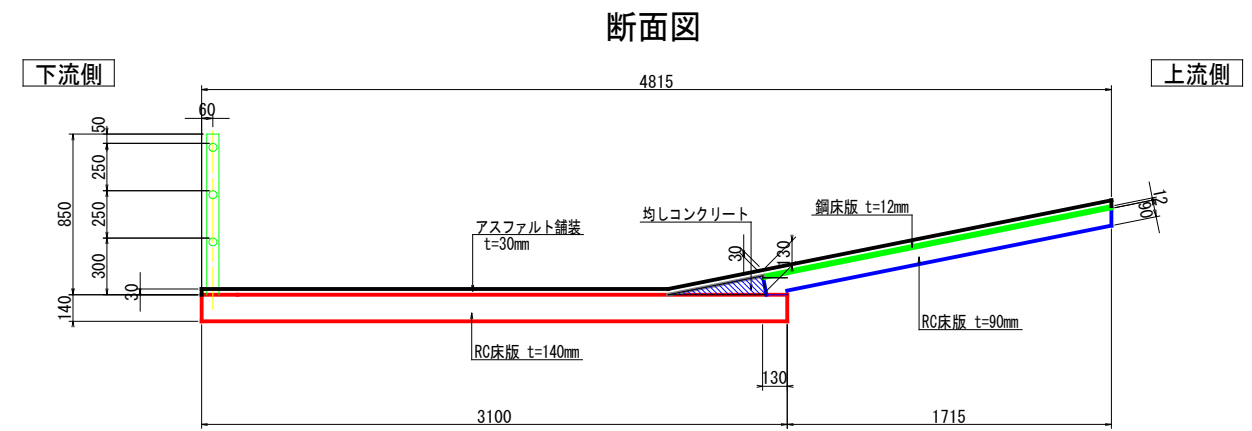 断面図
下流側
上流側
4815
60
50
250
250
300
850
30
140
アスファルト舗装
t=30mm
均しコンクリート
鋼床版 t=12mm
30
130
12
90
RC床版 t=140mm
RC床版 t=90mm
130
3100
1715